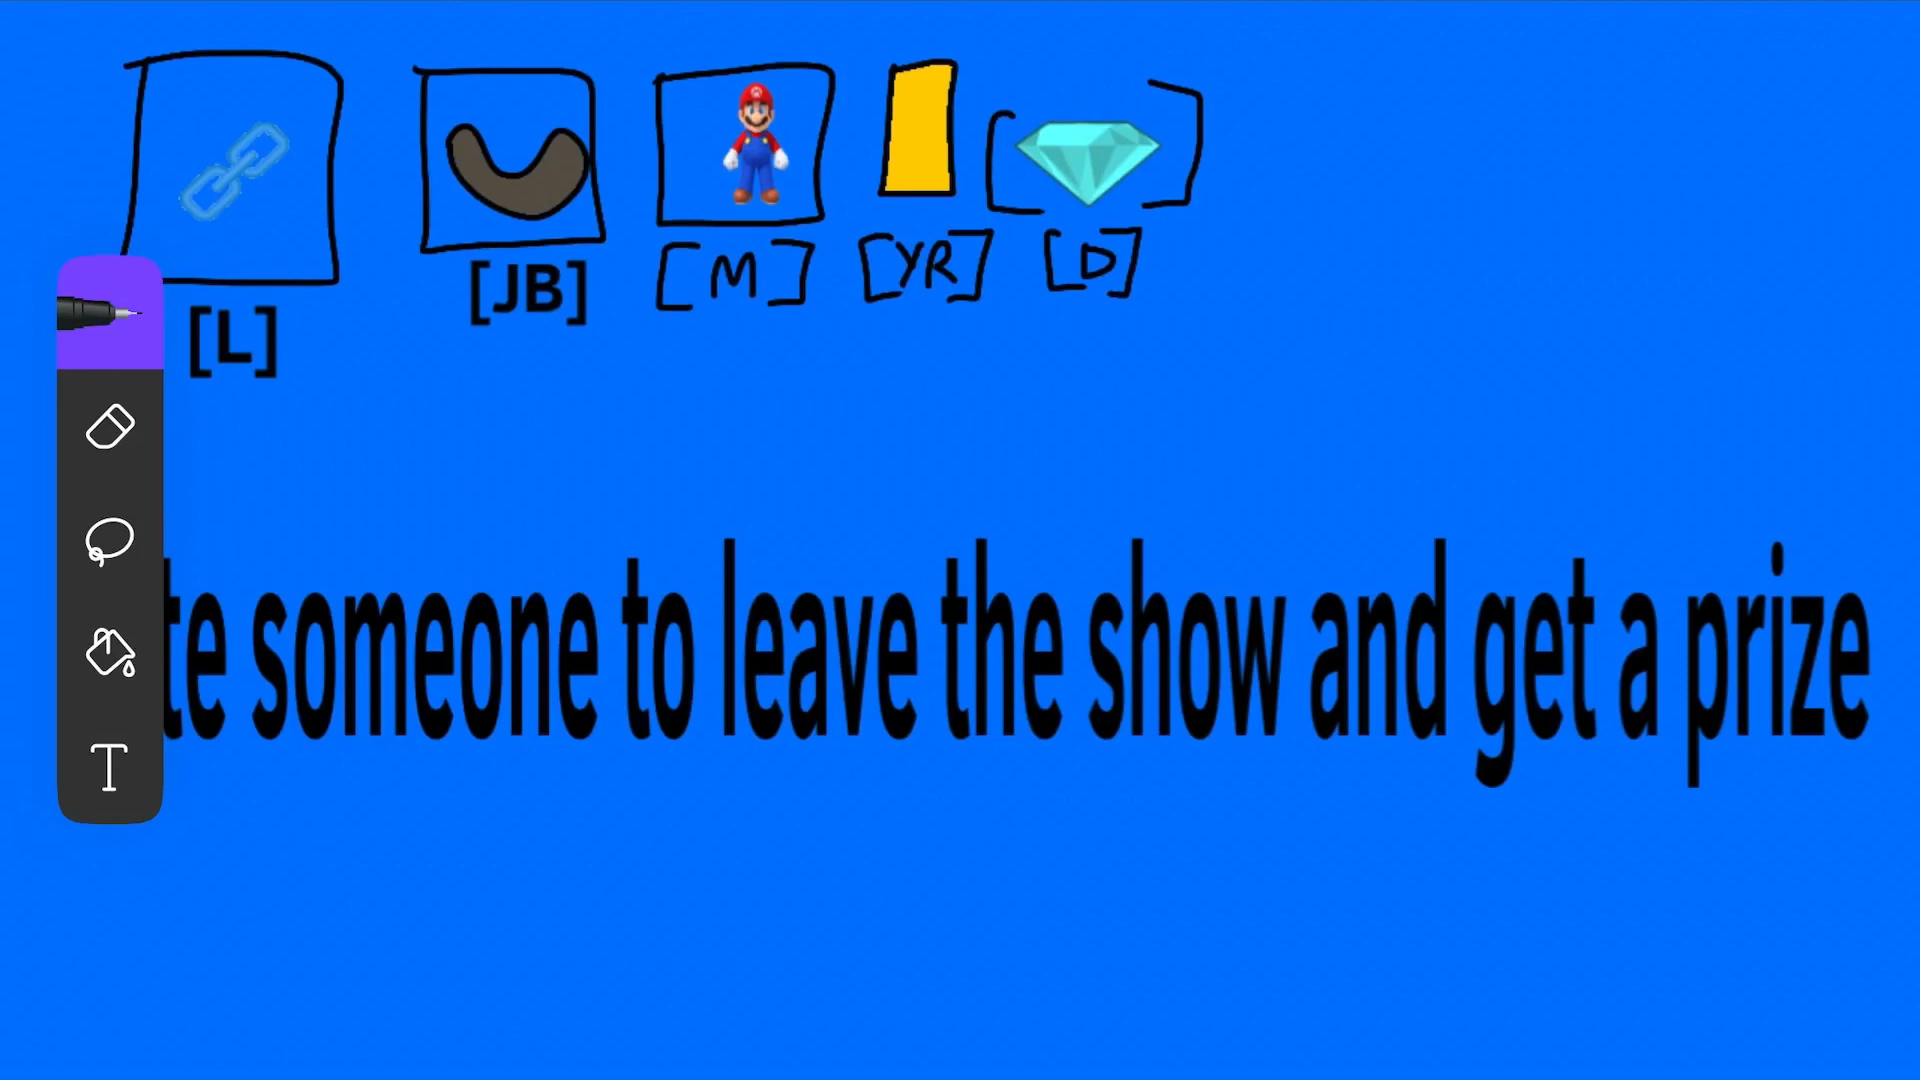 [L] [JB] [M] [YR] [D]
te someone to leave the show and get a prize